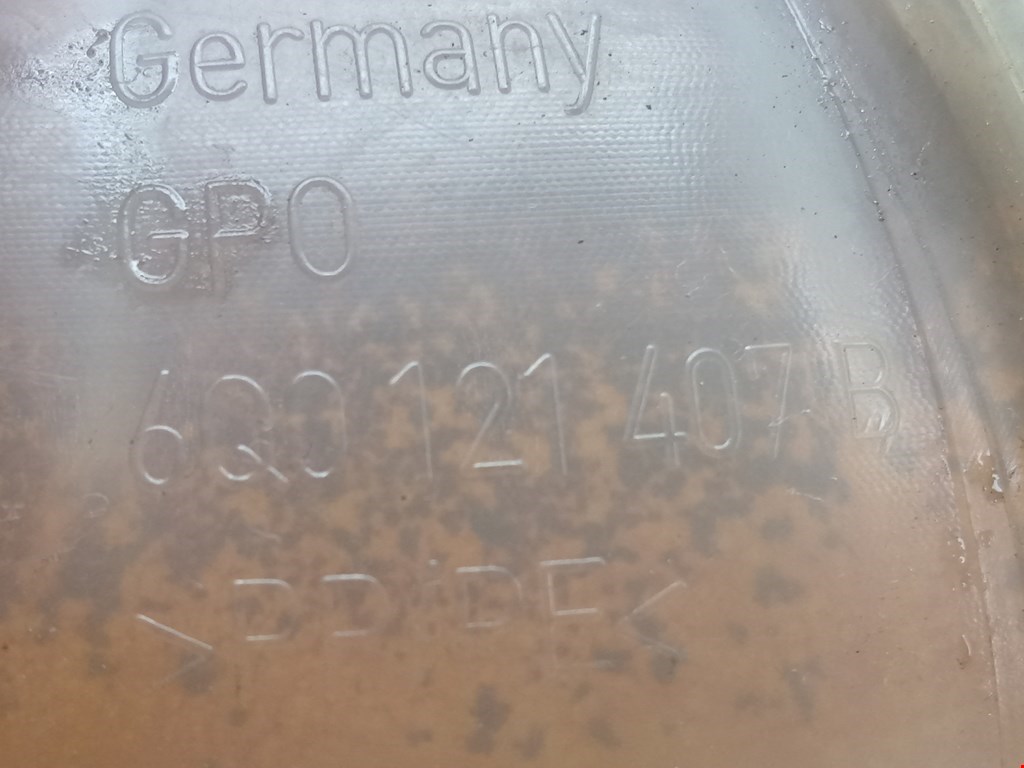 Germany
GPO
6Q0 121 407 B
>PP/PE<